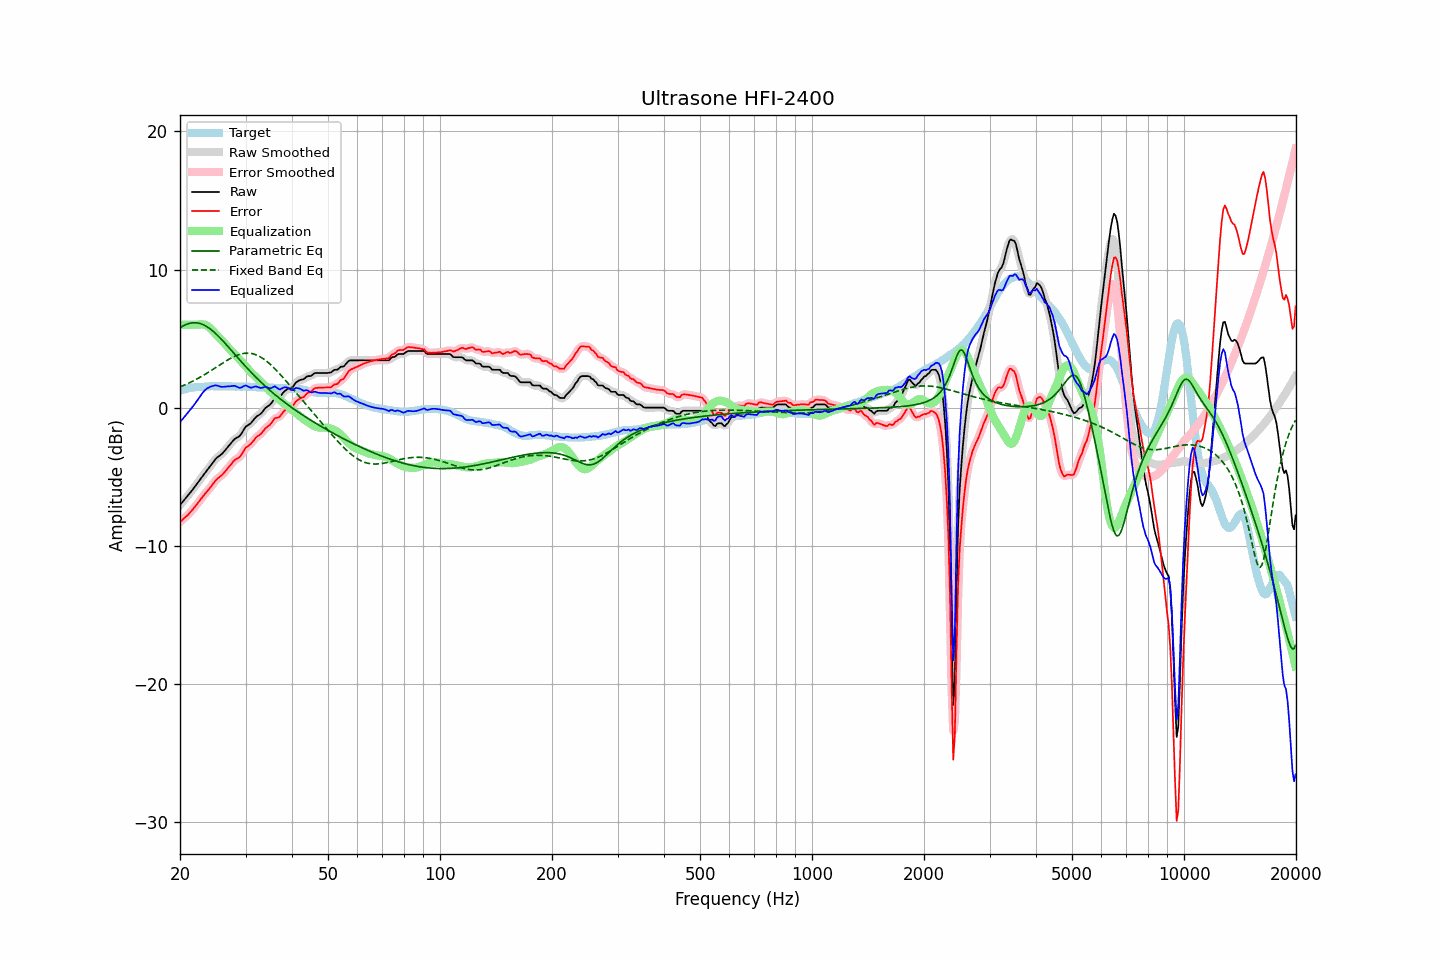 Ultrasone HFI-2400
Target
Raw Smoothed
Error Smoothed
Raw
Error
Equalization
Parametric Eq
Fixed Band Eq
Equalized
20
10
0
−10
−20
−30
Amplitude (dBr)
20 50 100 200 500 1000 2000 5000 10000 20000
Frequency (Hz)